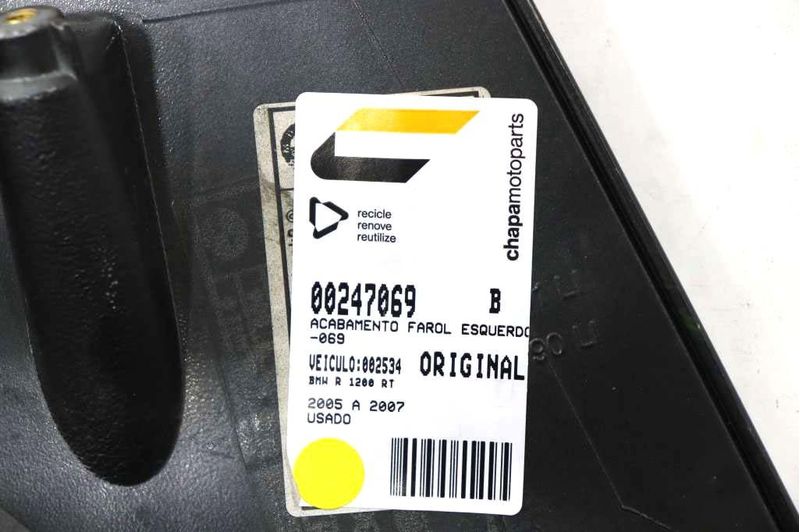 chapamotoparts
recicle
renove
reutilize
00247069 B
ACABAMENTO FAROL ESQUERDO
-069
VEICULO:002534 ORIGINAL
BMW R 1200 RT
2005 A 2007
USADO